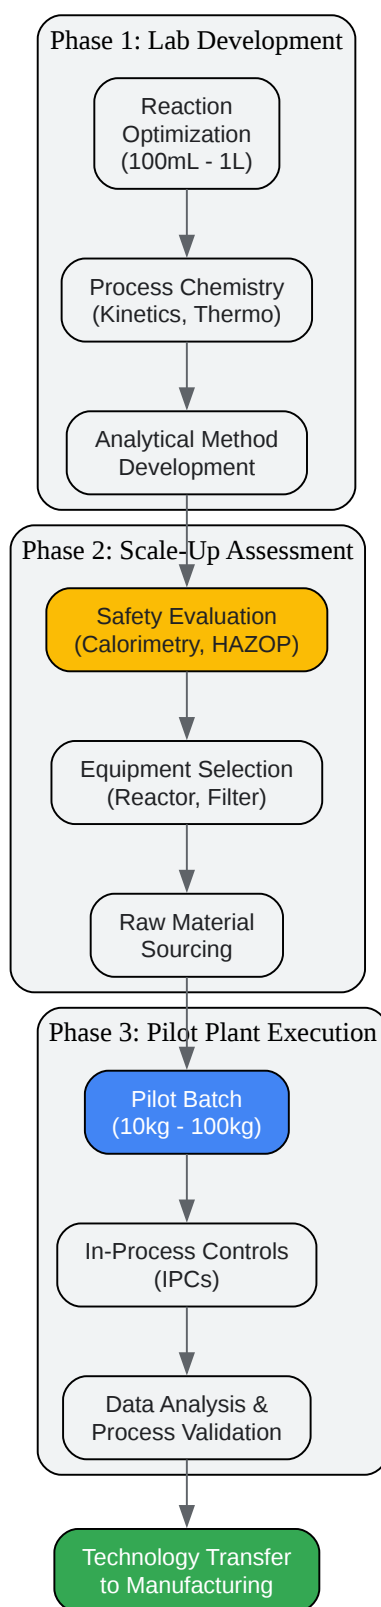 Phase 1: Lab Development
Reaction
Optimization
(100mL - 1L)
Process Chemistry
(Kinetics, Thermo)
Analytical Method
Development
Phase 2: Scale-Up Assessment
Safety Evaluation
(Calorimetry, HAZOP)
Equipment Selection
(Reactor, Filter)
Raw Material
Sourcing
Phase 3: Pilot Plant Execution
Pilot Batch
(10kg - 100kg)
In-Process Controls
(IPCs)
Data Analysis &
Process Validation
Technology Transfer
to Manufacturing